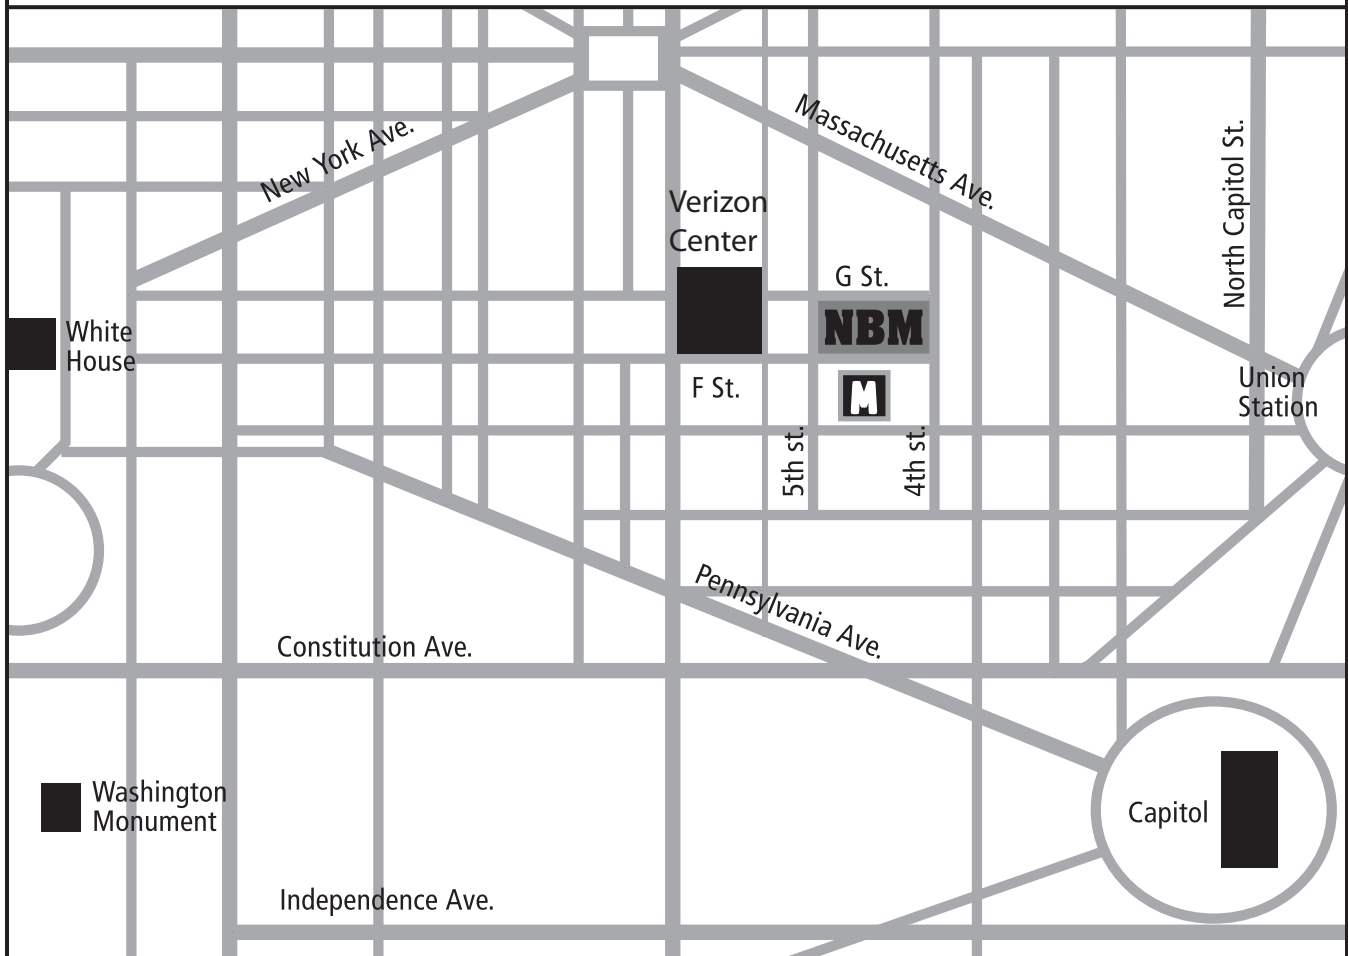 New York Ave.
Massachusetts Ave.
North Capitol St.
Verizon
Center
G St.
NBM
White
House
F St.
M
Union
Station
5th st.
4th st.
Pennsylvania Ave.
Constitution Ave.
Washington
Monument
Capitol
Independence Ave.